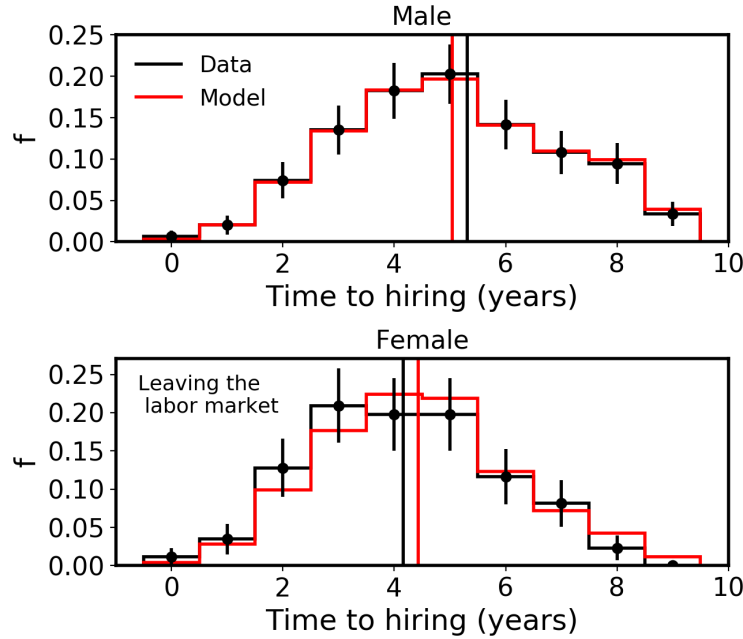 Male
0.25
0.20
0.15
0.10
0.05
0.00
f
Data
Model
0 2 4 6 8 10
Time to hiring (years)
Female
0.25
0.20
0.15
0.10
0.05
0.00
f
Leaving the
labor market
0 2 4 6 8 10
Time to hiring (years)